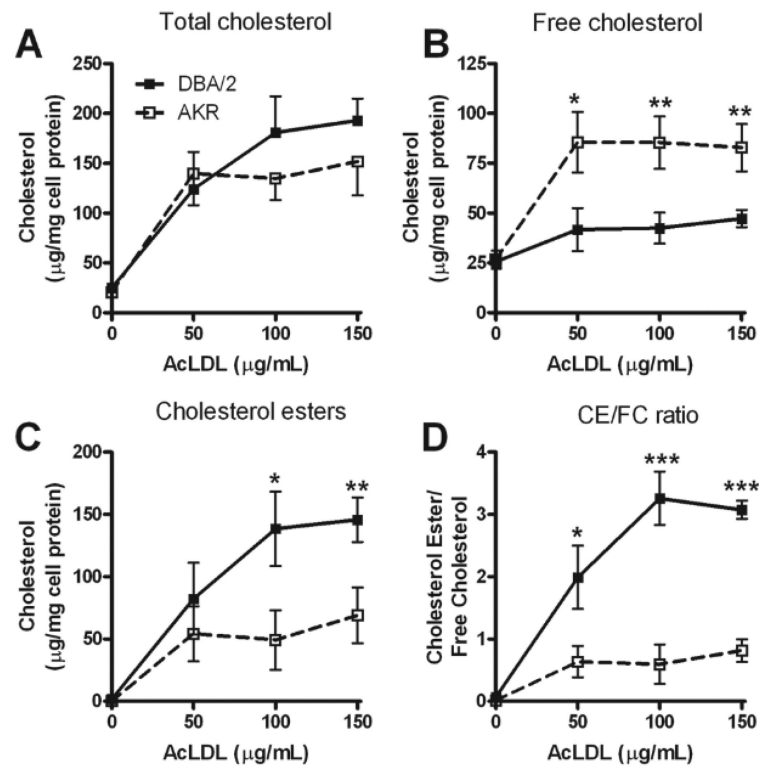 A
Total cholesterol
Cholesterol
(μg/mg cell protein)
250
200
150
100
50
0
DBA/2
AKR
0 50 100 150
AcLDL (μg/mL)
B
Free cholesterol
Cholesterol
(μg/mg cell protein)
125
100
75
50
25
0
* ** **
0 50 100 150
AcLDL (μg/mL)
C
Cholesterol esters
Cholesterol
(μg/mg cell protein)
200
150
100
50
0
* **
0 50 100 150
AcLDL (μg/mL)
D
CE/FC ratio
Cholesterol Ester/
Free Cholesterol
4
3
2
1
0
* *** ***
0 50 100 150
AcLDL (μg/mL)